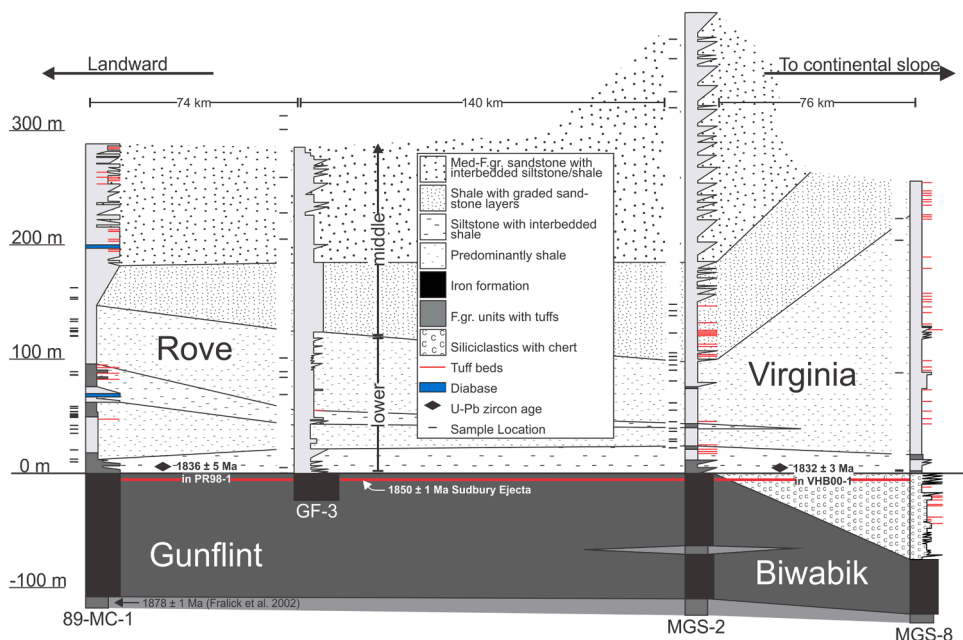 Landward
To continental slope
74 km
140 km
76 km
300 m
200 m
100 m
0 m
-100 m
middle
lower
Med-F.gr. sandstone with
interbedded siltstone/shale
Shale with graded sand-
stone layers
Siltstone with interbedded
shale
Predominantly shale
Iron formation
F.gr. units with tuffs
Siliciclastics with chert
Tuff beds
Diabase
U-Pb zircon age
Sample Location
Rove
Virginia
1836 ± 5 Ma
in PR98-1
1850 ± 1 Ma Sudbury Ejecta
1832 ± 3 Ma
in VHB00-1
GF-3
Gunflint
Biwabik
1878 ± 1 Ma (Fralick et al. 2002)
89-MC-1
MGS-2
MGS-8